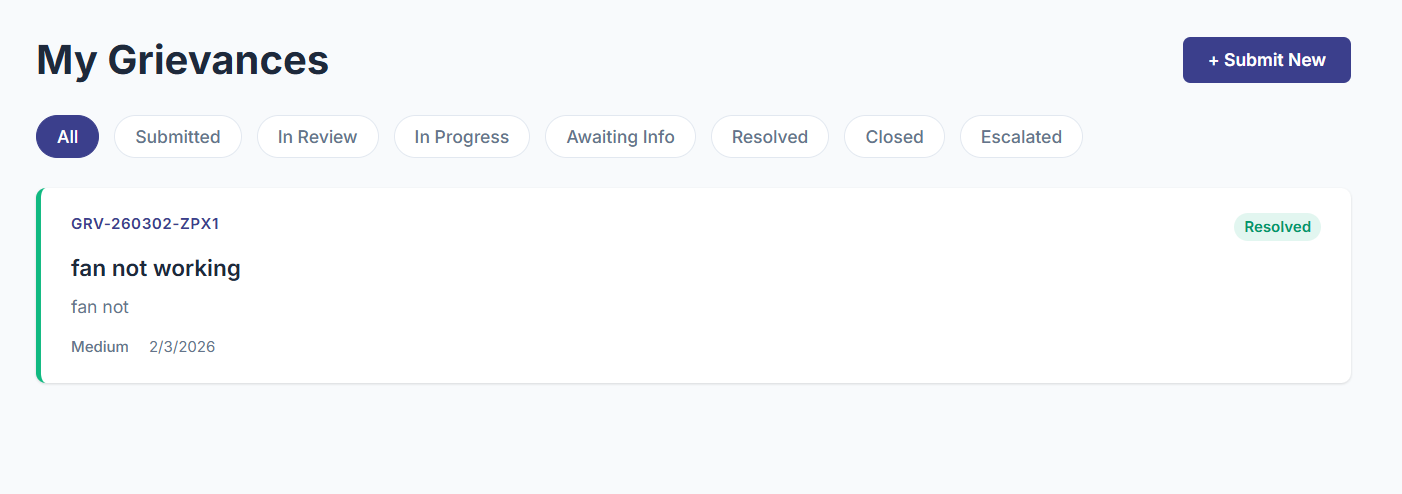 My Grievances
+ Submit New
All Submitted In Review In Progress Awaiting Info Resolved Closed Escalated
GRV-260302-ZPX1
Resolved
fan not working
fan not
Medium 2/3/2026